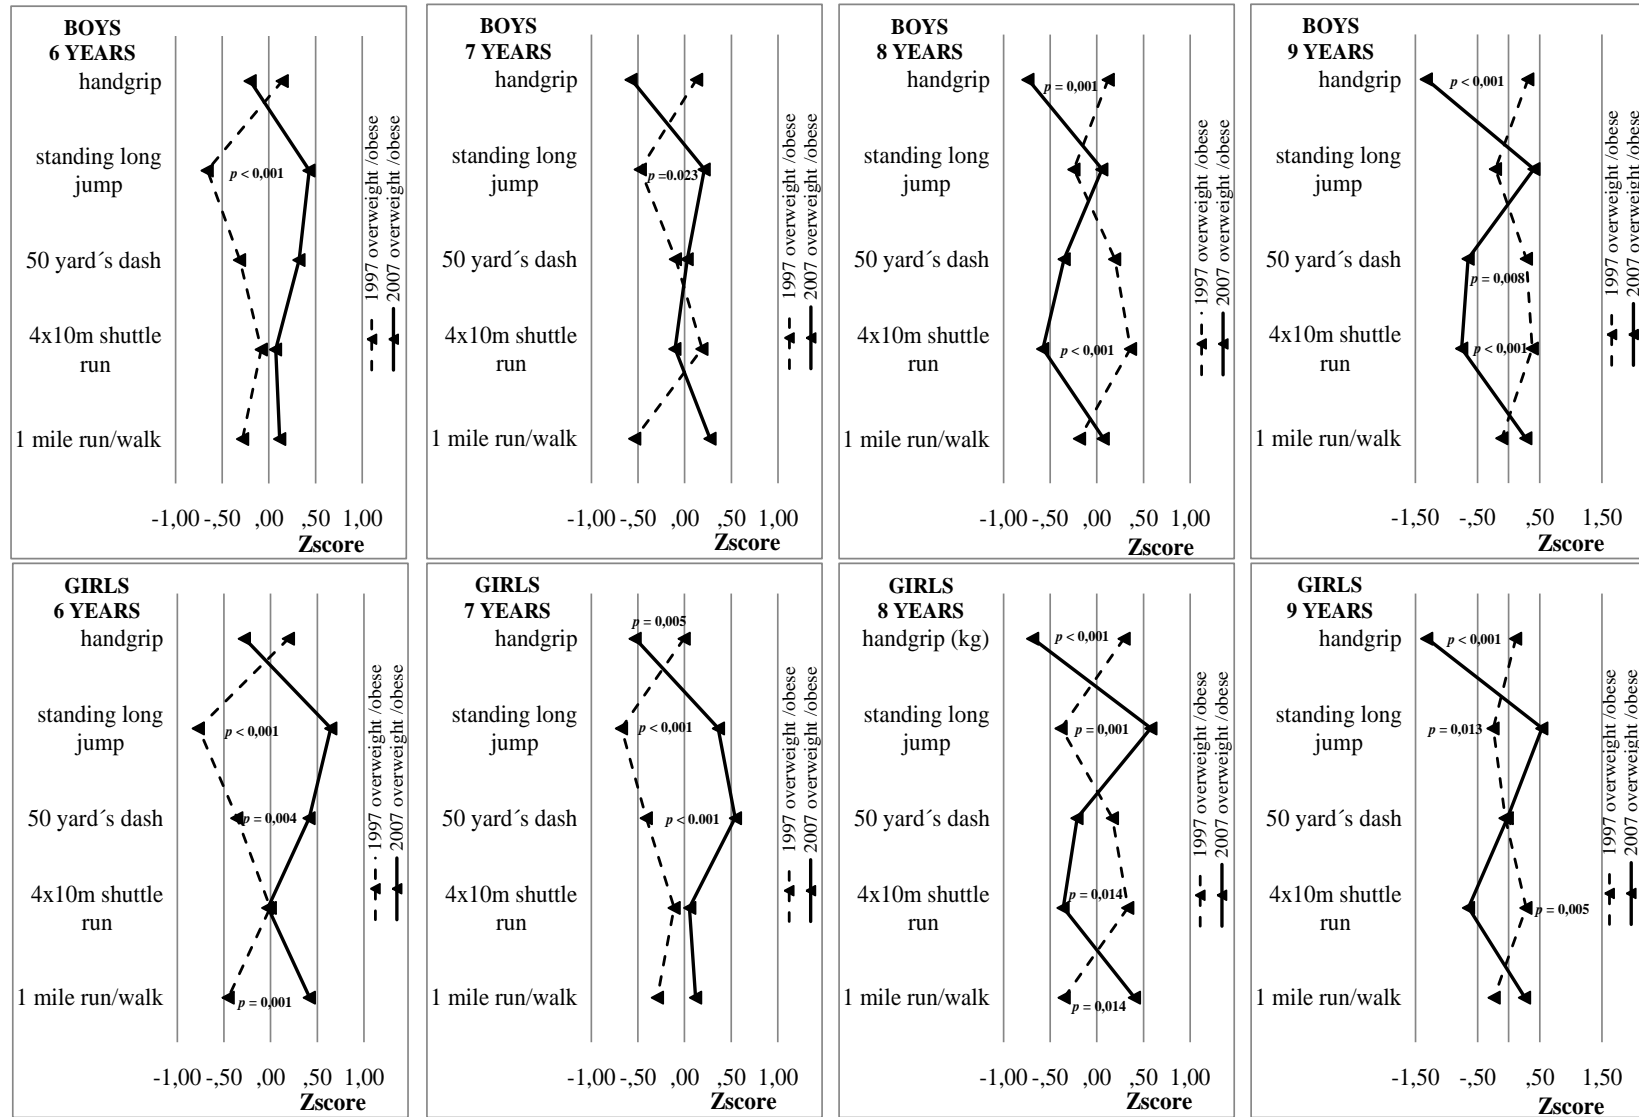 BOYS
6 YEARS
handgrip
standing long
jump
p < 0,001
50 yard´s dash
4x10m shuttle
run
1 mile run/walk
-1,00 -,50 ,00 ,50 1,00
Zscore
1997 overweight /obese
2007 overweight /obese
BOYS
7 YEARS
handgrip
standing long
jump
p =0.023
50 yard´s dash
4x10m shuttle
run
1 mile run/walk
-1,00 -,50 ,00 ,50 1,00
Zscore
1997 overweight /obese
2007 overweight /obese
BOYS
8 YEARS
handgrip
p = 0,001
standing long
jump
50 yard´s dash
4x10m shuttle
run
p < 0,001
1 mile run/walk
-1,00 -,50 ,00 ,50 1,00
Zscore
1997 overweight /obese
2007 overweight /obese
BOYS
9 YEARS
handgrip
p < 0,001
standing long
jump
50 yard´s dash
p = 0,008
4x10m shuttle
run
p < 0,001
1 mile run/walk
-1,50 -,50 ,50 1,50
Zscore
1997 overweight /obese
2007 overweight /obese
GIRLS
6 YEARS
handgrip
standing long
jump
p < 0,001
50 yard´s dash
p = 0,004
4x10m shuttle
run
1 mile run/walk
p = 0,001
-1,00 -,50 ,00 ,50 1,00
Zscore
1997 overweight /obese
2007 overweight /obese
GIRLS
7 YEARS
p = 0,005
handgrip
standing long
jump
p < 0,001
50 yard´s dash
p < 0.001
4x10m shuttle
run
1 mile run/walk
-1,00 -,50 ,00 ,50 1,00
Zscore
1997 overweight /obese
2007 overweight /obese
GIRLS
8 YEARS
handgrip (kg)
p < 0,001
standing long
jump
p = 0,001
50 yard´s dash
4x10m shuttle
run
p = 0,014
1 mile run/walk
p = 0,014
-1,00 -,50 ,00 ,50 1,00
Zscore
1997 overweight /obese
2007 overweight /obese
GIRLS
9 YEARS
handgrip
p < 0,001
standing long
jump
p = 0,013
50 yard´s dash
4x10m shuttle
run
p = 0,005
1 mile run/walk
-1,50 -,50 ,50 1,50
Zscore
1997 overweight /obese
2007 overweight /obese